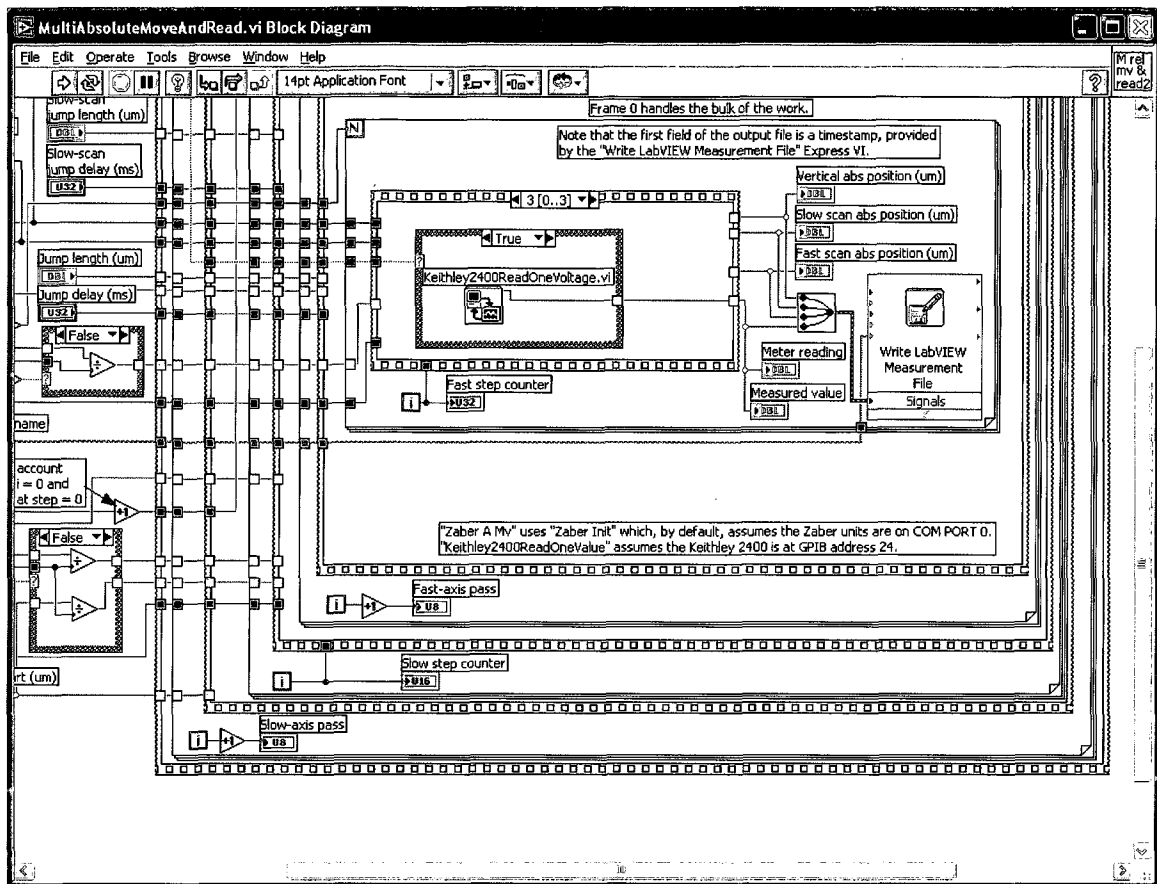 MultiAbsoluteMoveAndRead.vi Block Diagram
File Edit Operate Tools Browse Window Help
14pt Application Font
M rel
mv &
read2
Slow-scan
jump length (um)
DBL
Slow-scan
jump delay (ms)
U32
Jump length (um)
DBL
Jump delay (ms)
U32
False
name
account
i = 0 and
at step = 0
+1
False
rt (um)
Frame 0 handles the bulk of the work.
N
Note that the first field of the output file is a timestamp, provided
by the "Write LabVIEW Measurement File" Express VI.
3 [0..3]
True
?
Keithley2400ReadOneVoltage.vi
Vertical abs position (um)
DBL
Slow scan abs position (um)
DBL
Fast scan abs position (um)
DBL
Write LabVIEW
Measurement
File
Signals
Meter reading
DBL
Measured value
DBL
Fast step counter
i
U32
"Zaber A Mv" uses "Zaber Init" which, by default, assumes the Zaber units are on COM PORT 0.
"Keithley2400ReadOneValue" assumes the Keithley 2400 is at GPIB address 24.
Fast-axis pass
i +1 U8
Slow step counter
i U16
Slow-axis pass
i +1 U8